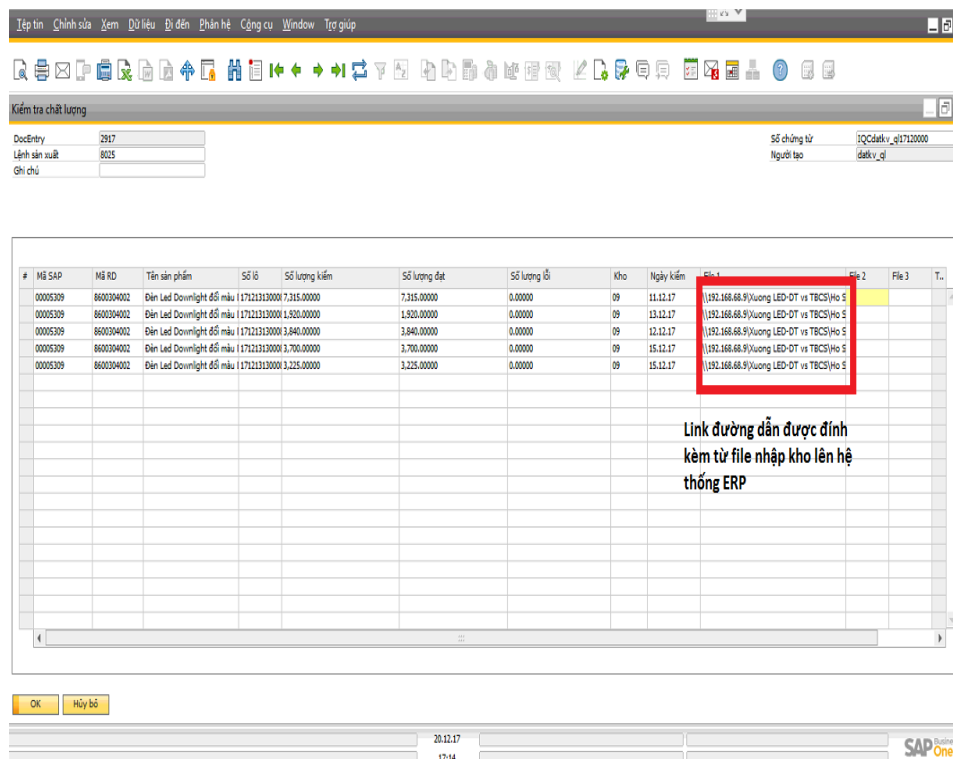 Tệp tin Chỉnh sửa Xem Dữ liệu Đi đến Phân hệ Công cụ Window Trợ giúp
Kiểm tra chất lượng
DocEntry 2917 Số chứng từ IQCdatkv_ql17120000
Lệnh sản xuất 8025 Người tạo datkv_ql
Ghi chú
# Mã SAP Mã RD Tên sản phẩm Số lô Số lượng kiểm Số lượng đạt Số lượng lỗi Kho Ngày kiểm File 1 File 2 File 3 T..
00005309 8600304002 Đèn Led Downlight đổi màu l 171213130000 7,315.00000 7,315.00000 0.00000 09 11.12.17 \\192.168.68.9\Xuong LED-DT vs TBCS\Ho S
00005309 8600304002 Đèn Led Downlight đổi màu l 171213130000 1,920.00000 1,920.00000 0.00000 09 13.12.17 \\192.168.68.9\Xuong LED-DT vs TBCS\Ho S
00005309 8600304002 Đèn Led Downlight đổi màu l 171213130000 3,840.00000 3,840.00000 0.00000 09 12.12.17 \\192.168.68.9\Xuong LED-DT vs TBCS\Ho S
00005309 8600304002 Đèn Led Downlight đổi màu l 171213130000 3,700.00000 3,700.00000 0.00000 09 15.12.17 \\192.168.68.9\Xuong LED-DT vs TBCS\Ho S
00005309 8600304002 Đèn Led Downlight đổi màu l 171213130000 3,225.00000 3,225.00000 0.00000 09 15.12.17 \\192.168.68.9\Xuong LED-DT vs TBCS\Ho S
Link đường dẫn được đính
kèm từ file nhập kho lên hệ
thống ERP
OK Hủy bỏ
20.12.17
17:14
SAP Busine
One